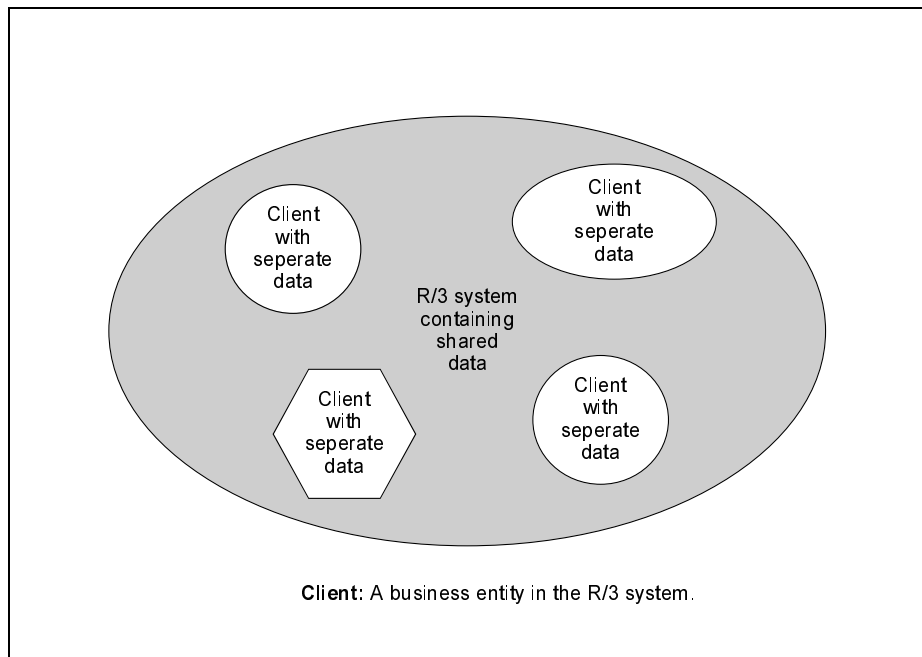 Client
with
seperate
data
Client
with
seperate
data
R/3 system
containing
shared
data
Client
with
seperate
data
Client
with
seperate
data
Client: A business entity in the R/3 system.